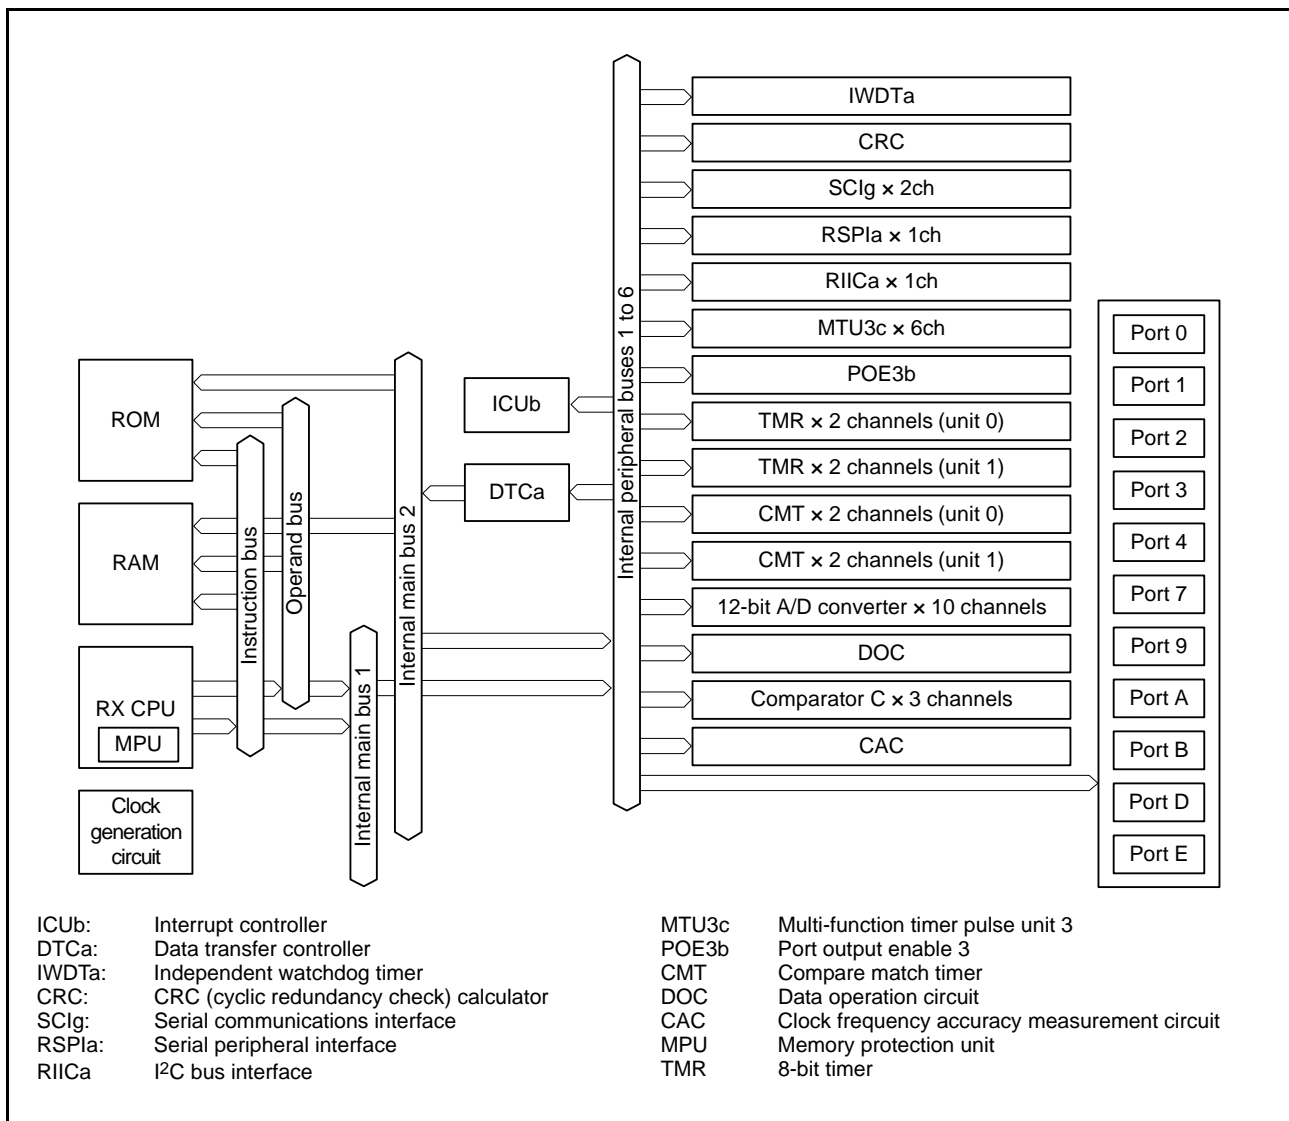 IWDTa
CRC
SCIg × 2ch
RSPIa × 1ch
RIICa × 1ch
MTU3c × 6ch
POE3b
TMR × 2 channels (unit 0)
TMR × 2 channels (unit 1)
CMT × 2 channels (unit 0)
CMT × 2 channels (unit 1)
12-bit A/D converter × 10 channels
DOC
Comparator C × 3 channels
CAC
Port 0
Port 1
Port 2
Port 3
Port 4
Port 7
Port 9
Port A
Port B
Port D
Port E
Internal peripheral buses 1 to 6
ICUb
DTCa
Internal main bus 2
Internal main bus 1
Operand bus
Instruction bus
ROM
RAM
RX CPU
MPU
Clock
generation
circuit
ICUb: Interrupt controller
DTCa: Data transfer controller
IWDTa: Independent watchdog timer
CRC: CRC (cyclic redundancy check) calculator
SCIg: Serial communications interface
RSPIa: Serial peripheral interface
RIICa I²C bus interface
MTU3c Multi-function timer pulse unit 3
POE3b Port output enable 3
CMT Compare match timer
DOC Data operation circuit
CAC Clock frequency accuracy measurement circuit
MPU Memory protection unit
TMR 8-bit timer